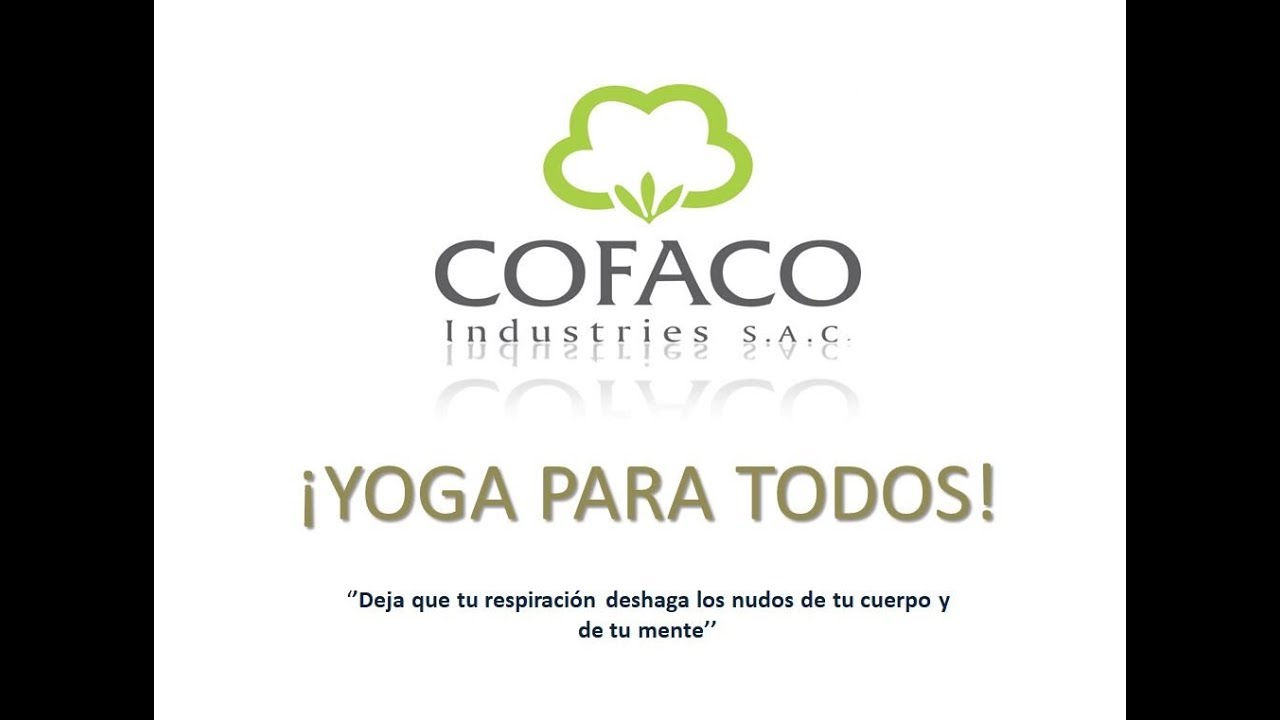 COFACO
Industries S.A.C.
¡YOGA PARA TODOS!
‘’Deja que tu respiración deshaga los nudos de tu cuerpo y
de tu mente’’